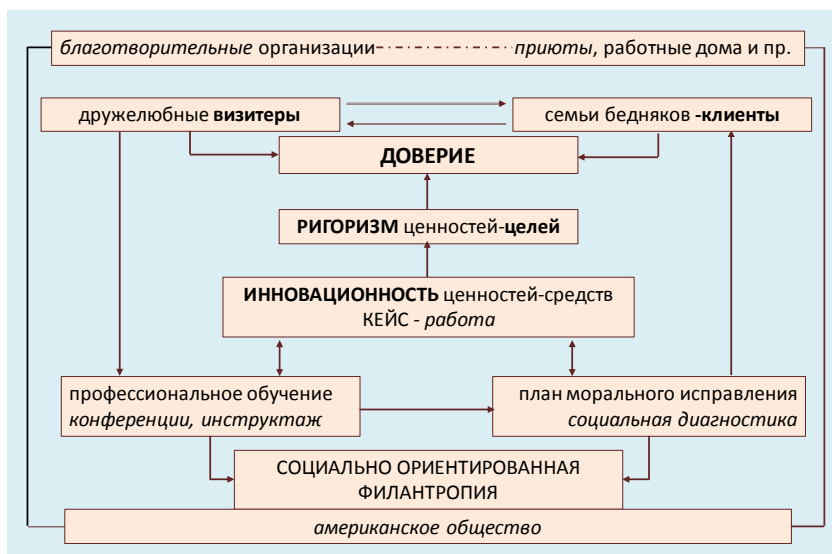 благотворительные организации приюты, работные дома и пр.
дружелюбные визитеры
семьи бедняков -клиенты
ДОВЕРИЕ
РИГОРИЗМ ценностей-целей
ИННОВАЦИОННОСТЬ ценностей-средств
КЕЙС - работа
профессиональное обучение
конференции, инструктаж
план морального исправления
социальная диагностика
СОЦИАЛЬНО ОРИЕНТИРОВАННАЯ
ФИЛАНТРОПИЯ
американское общество